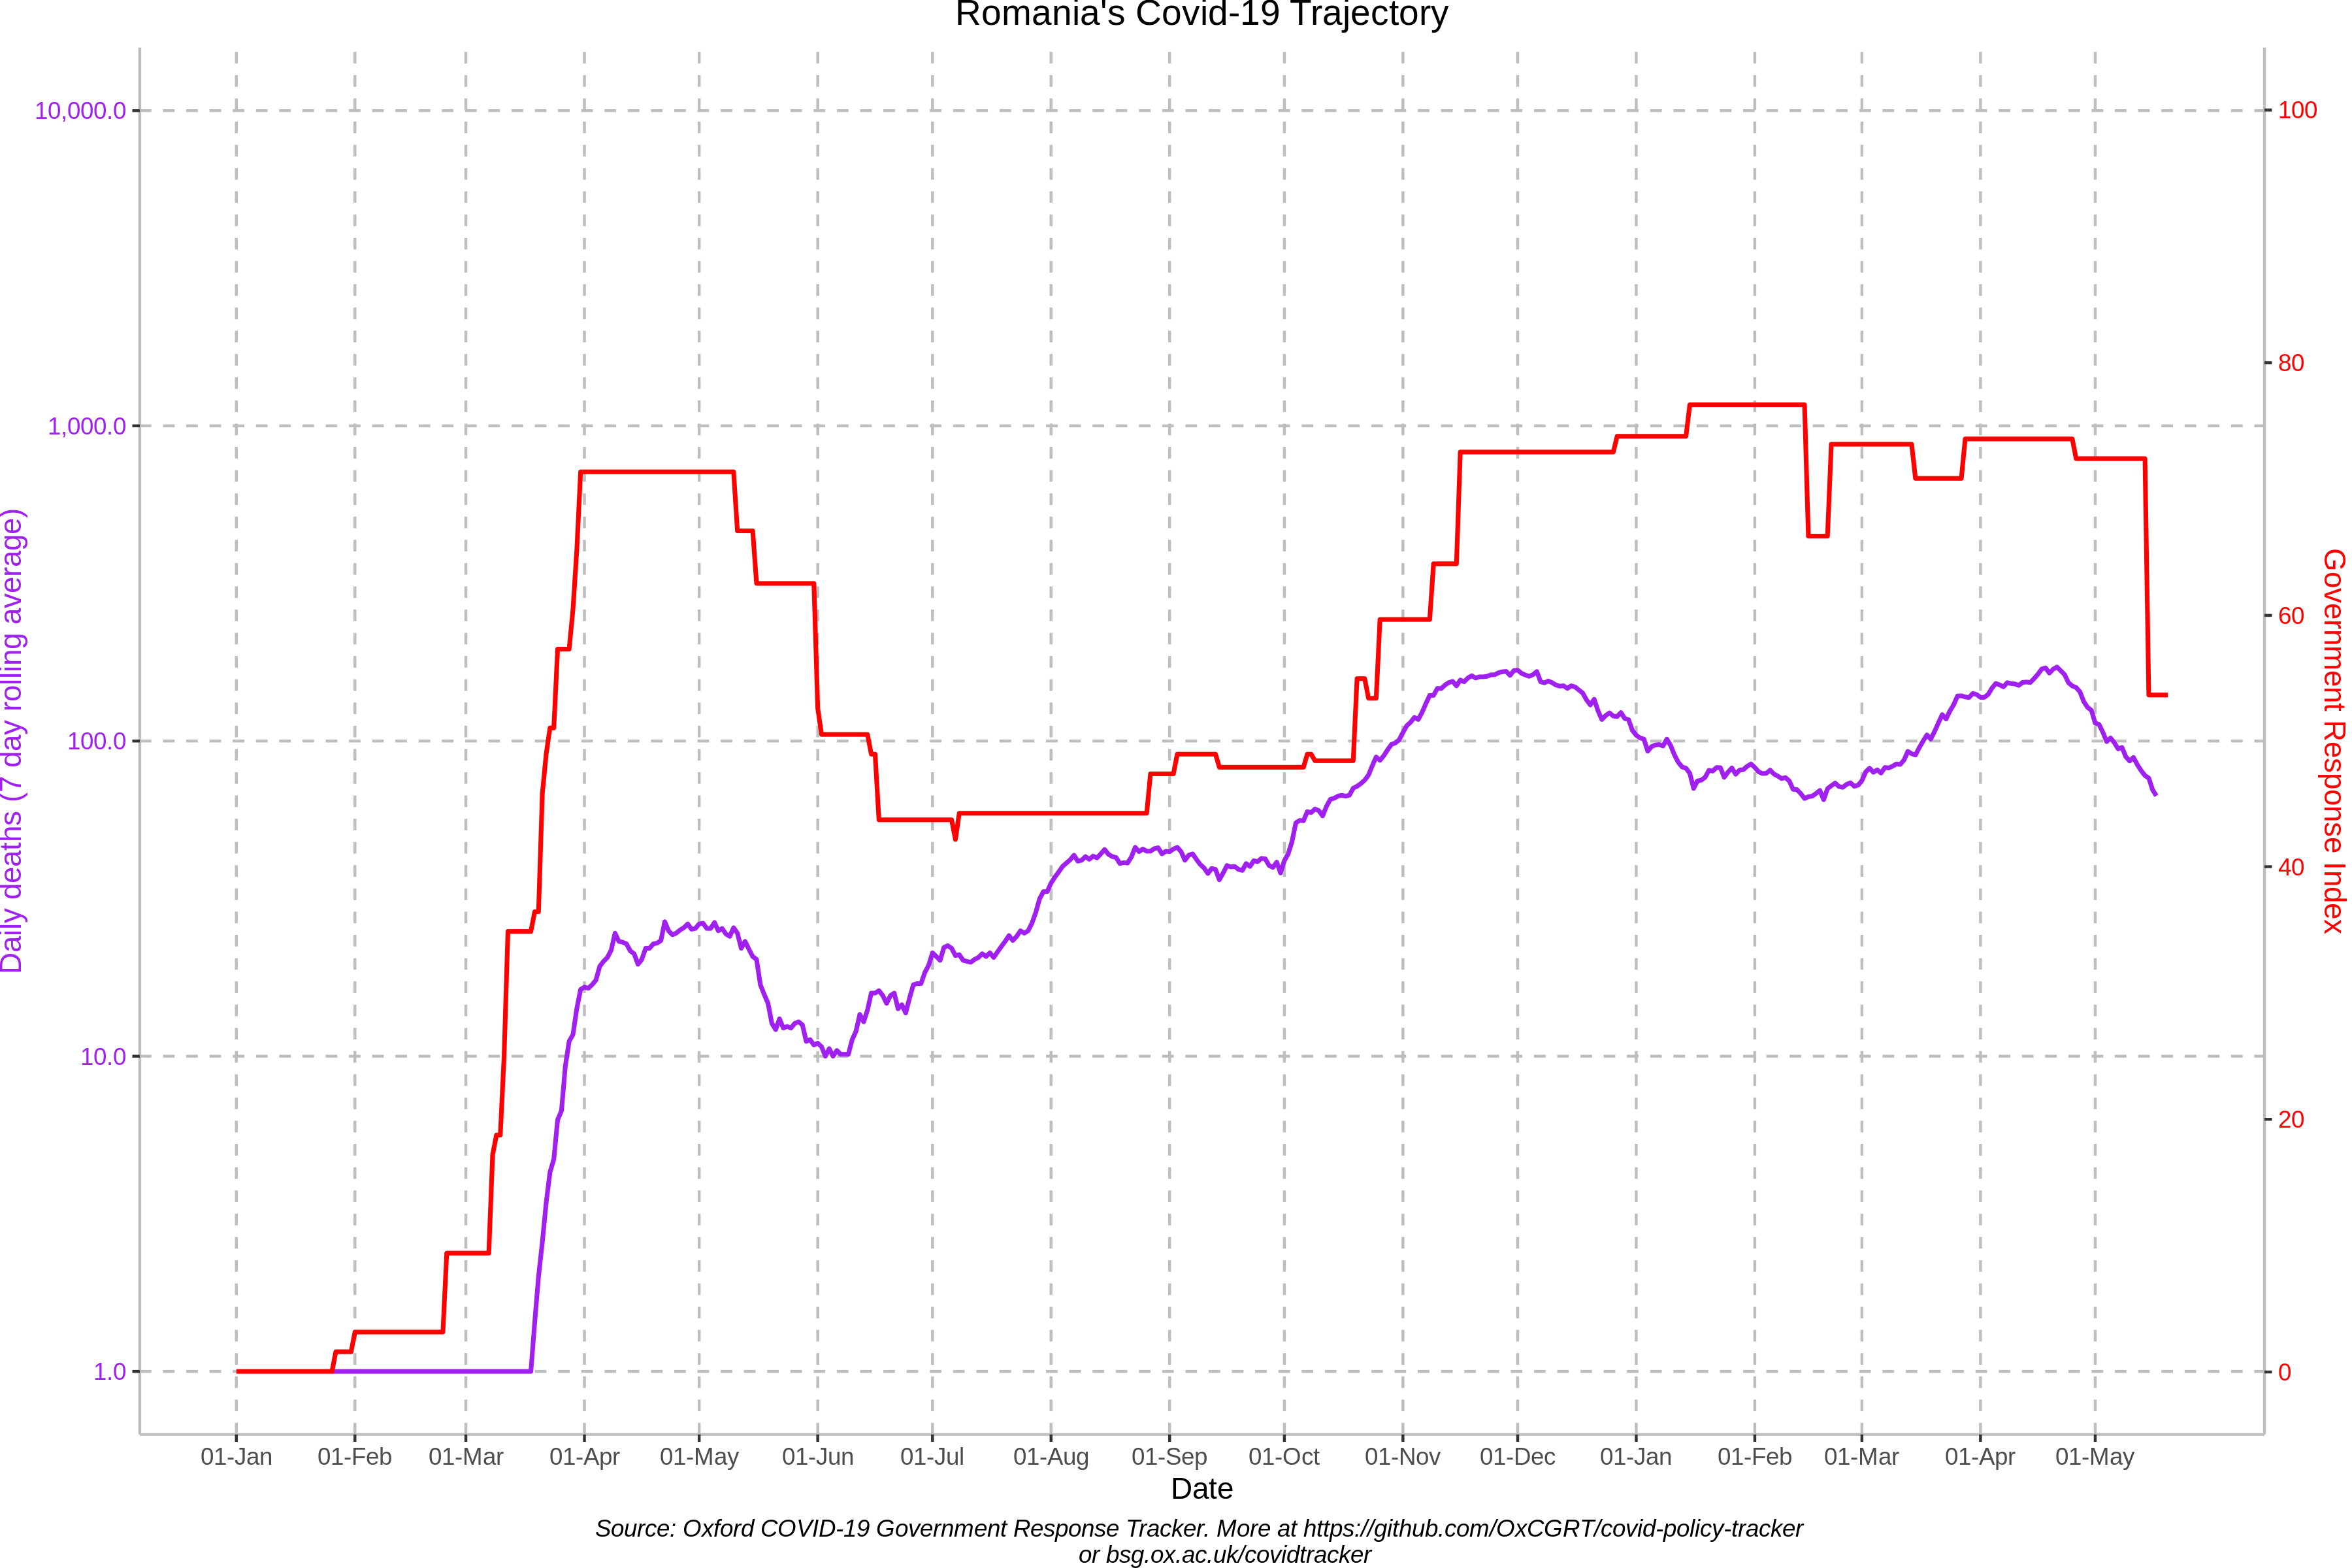 Romania's Covid-19 Trajectory
10,000.0
1,000.0
100.0
10.0
1.0
Daily deaths (7 day rolling average)
100
80
60
40
20
0
Government Response Index
01-Jan 01-Feb 01-Mar 01-Apr 01-May 01-Jun 01-Jul 01-Aug 01-Sep 01-Oct 01-Nov 01-Dec 01-Jan 01-Feb 01-Mar 01-Apr 01-May
Date
Source: Oxford COVID-19 Government Response Tracker. More at https://github.com/OxCGRT/covid-policy-tracker
or bsg.ox.ac.uk/covidtracker